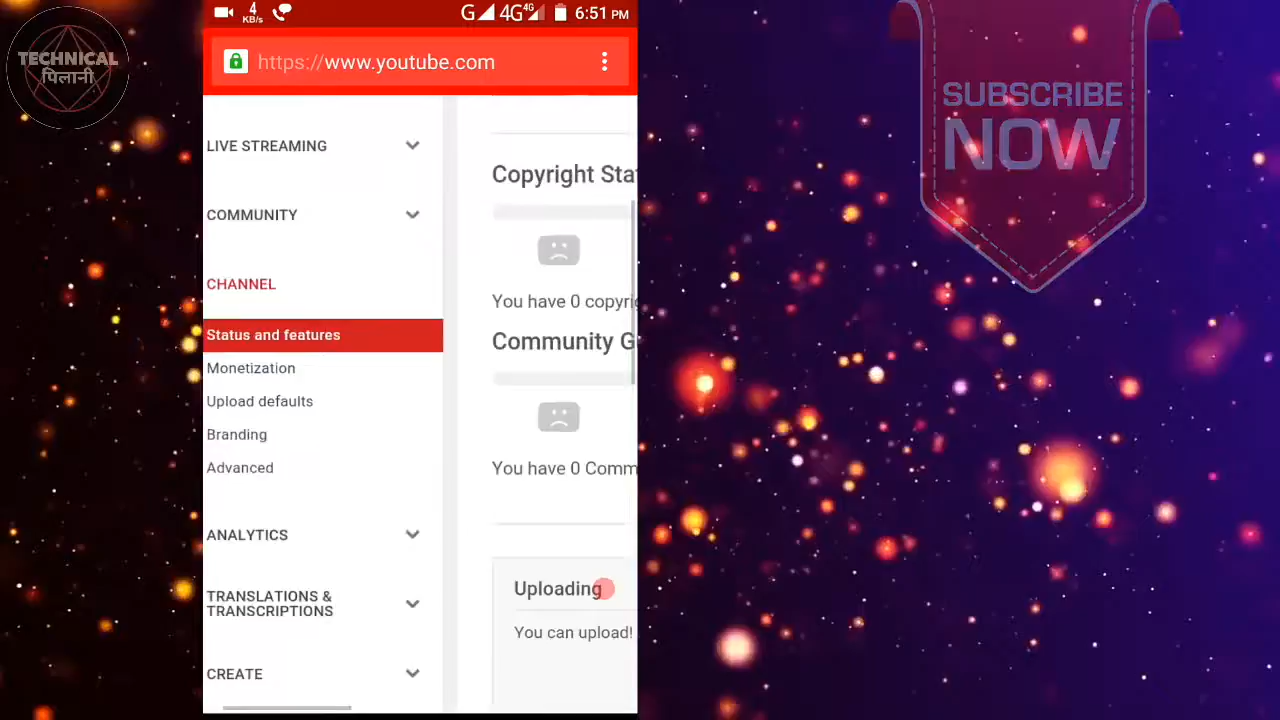 TECHNICAL
पिलानी
4
KB/s
G 4G 4G 6:51 PM
https://www.youtube.com
LIVE STREAMING
COMMUNITY
CHANNEL
Status and features
Monetization
Upload defaults
Branding
Advanced
ANALYTICS
TRANSLATIONS &
TRANSCRIPTIONS
CREATE
Copyright Sta
You have 0 copyri
Community G
You have 0 Comm
Uploading
You can upload!
SUBSCRIBE
NOW